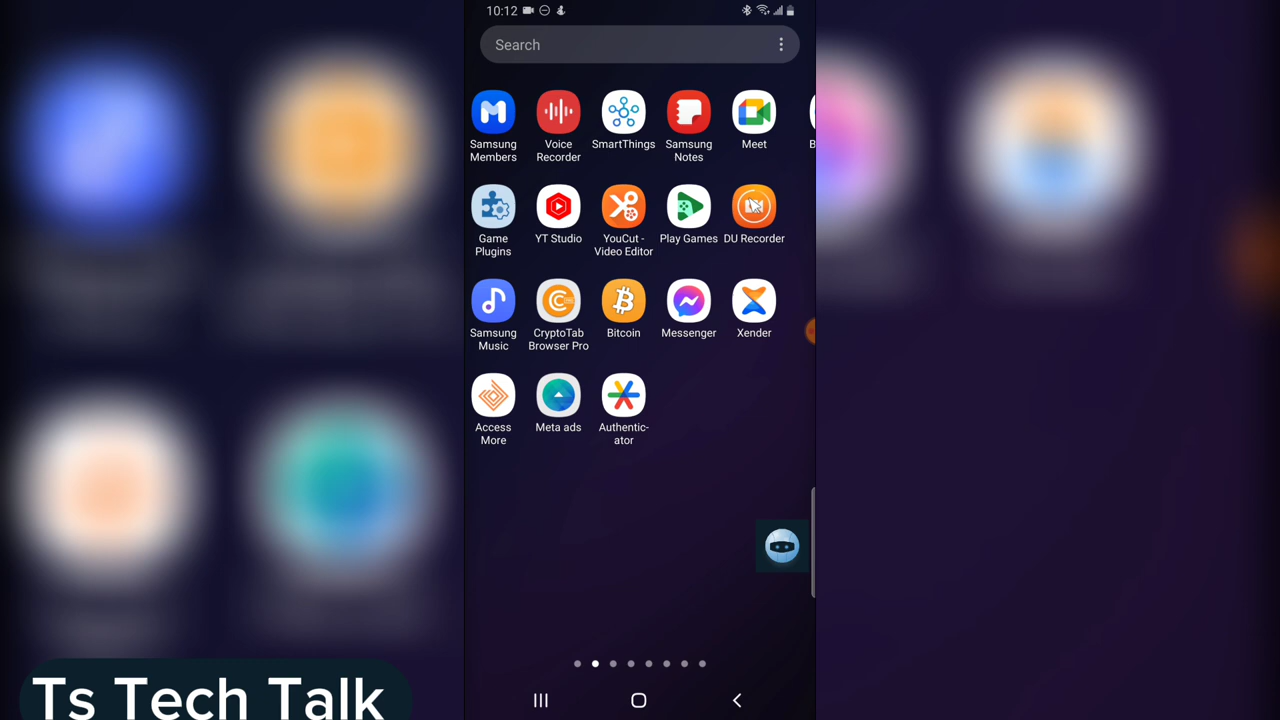 10:12
Search
Samsung Members
Voice Recorder
SmartThings
Samsung Notes
Meet
B
Game Plugins
YT Studio
YouCut - Video Editor
Play Games
DU Recorder
Samsung Music
CryptoTab Browser Pro
Bitcoin
Messenger
Xender
Access More
Meta ads
Authentic-
ator
Ts Tech Talk